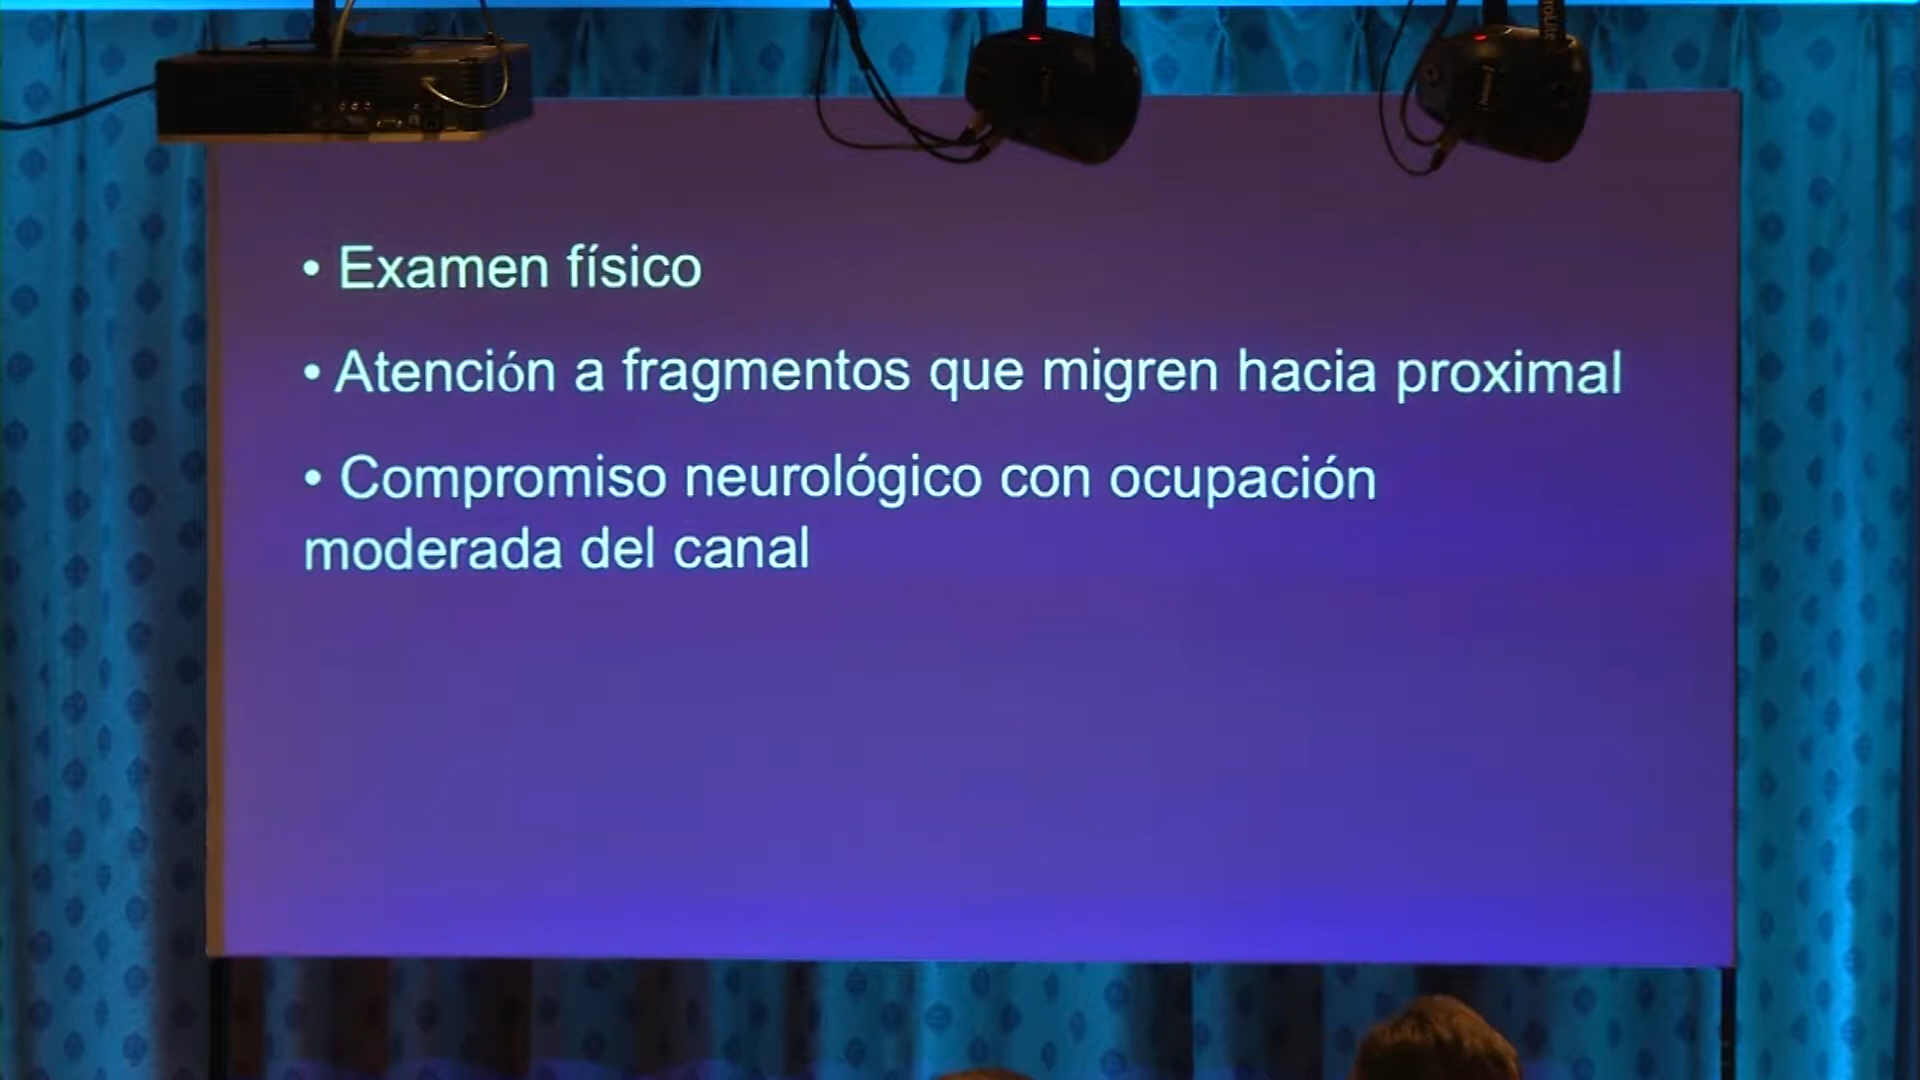 • Examen físico
• Atención a fragmentos que migren hacia proximal
• Compromiso neurológico con ocupación
moderada del canal